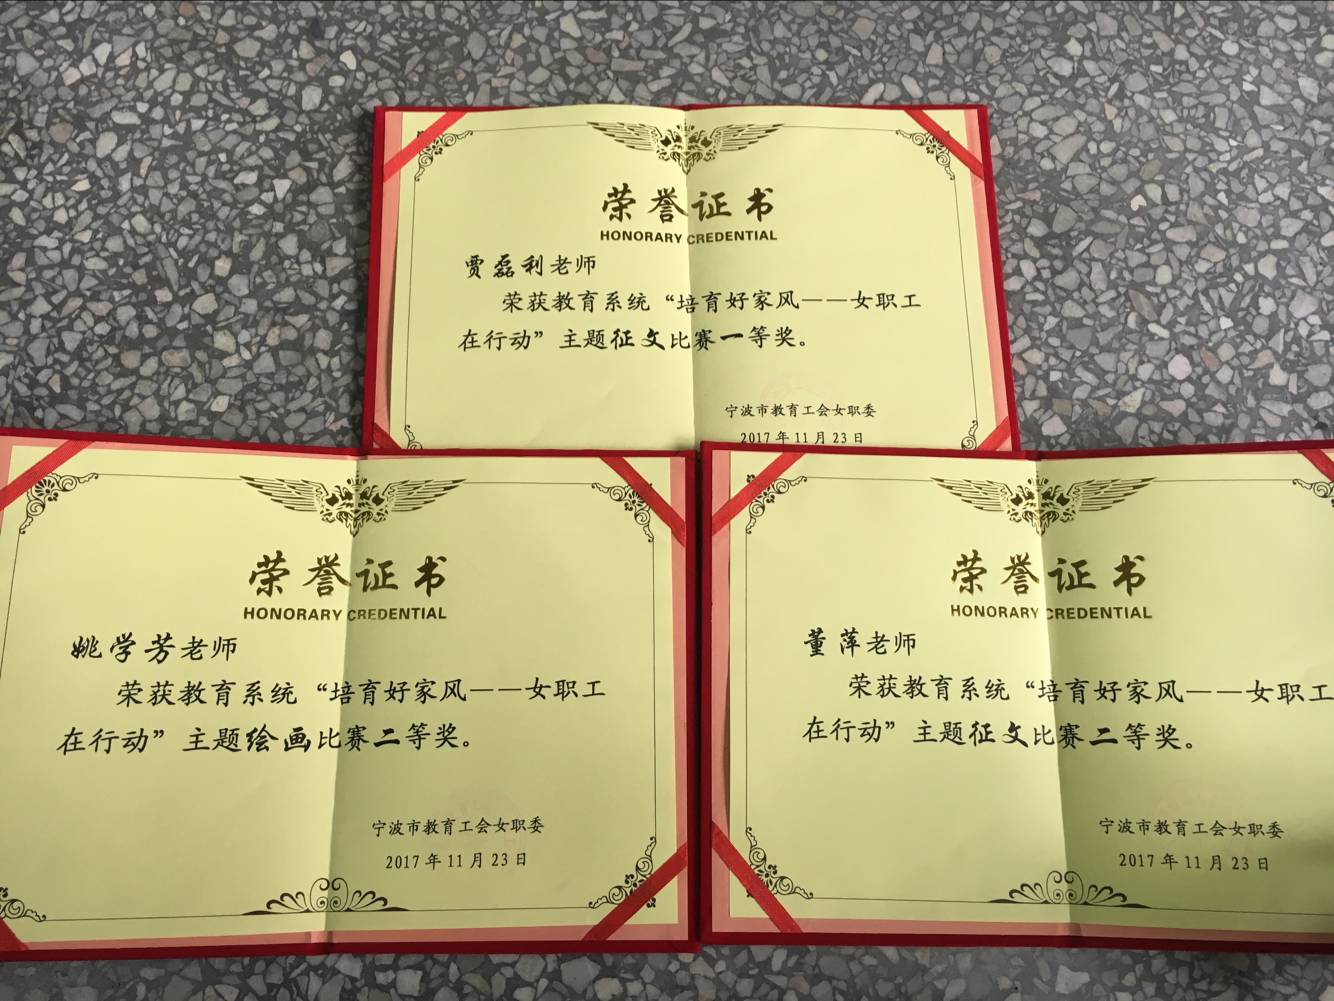 荣誉证书
HONORARY CREDENTIAL
贾磊利老师
荣获教育系统“培育好家风——女职工
在行动”主题征文比赛一等奖。
宁波市教育工会女职委
2017年11月23日
荣誉证书
HONORARY CREDENTIAL
姚学芳老师
荣获教育系统“培育好家风——女职工
在行动”主题绘画比赛二等奖。
宁波市教育工会女职委
2017年11月23日
荣誉证书
HONORARY CREDENTIAL
董萍老师
荣获教育系统“培育好家风——女职工
在行动”主题征文比赛二等奖。
宁波市教育工会女职委
2017年11月23日